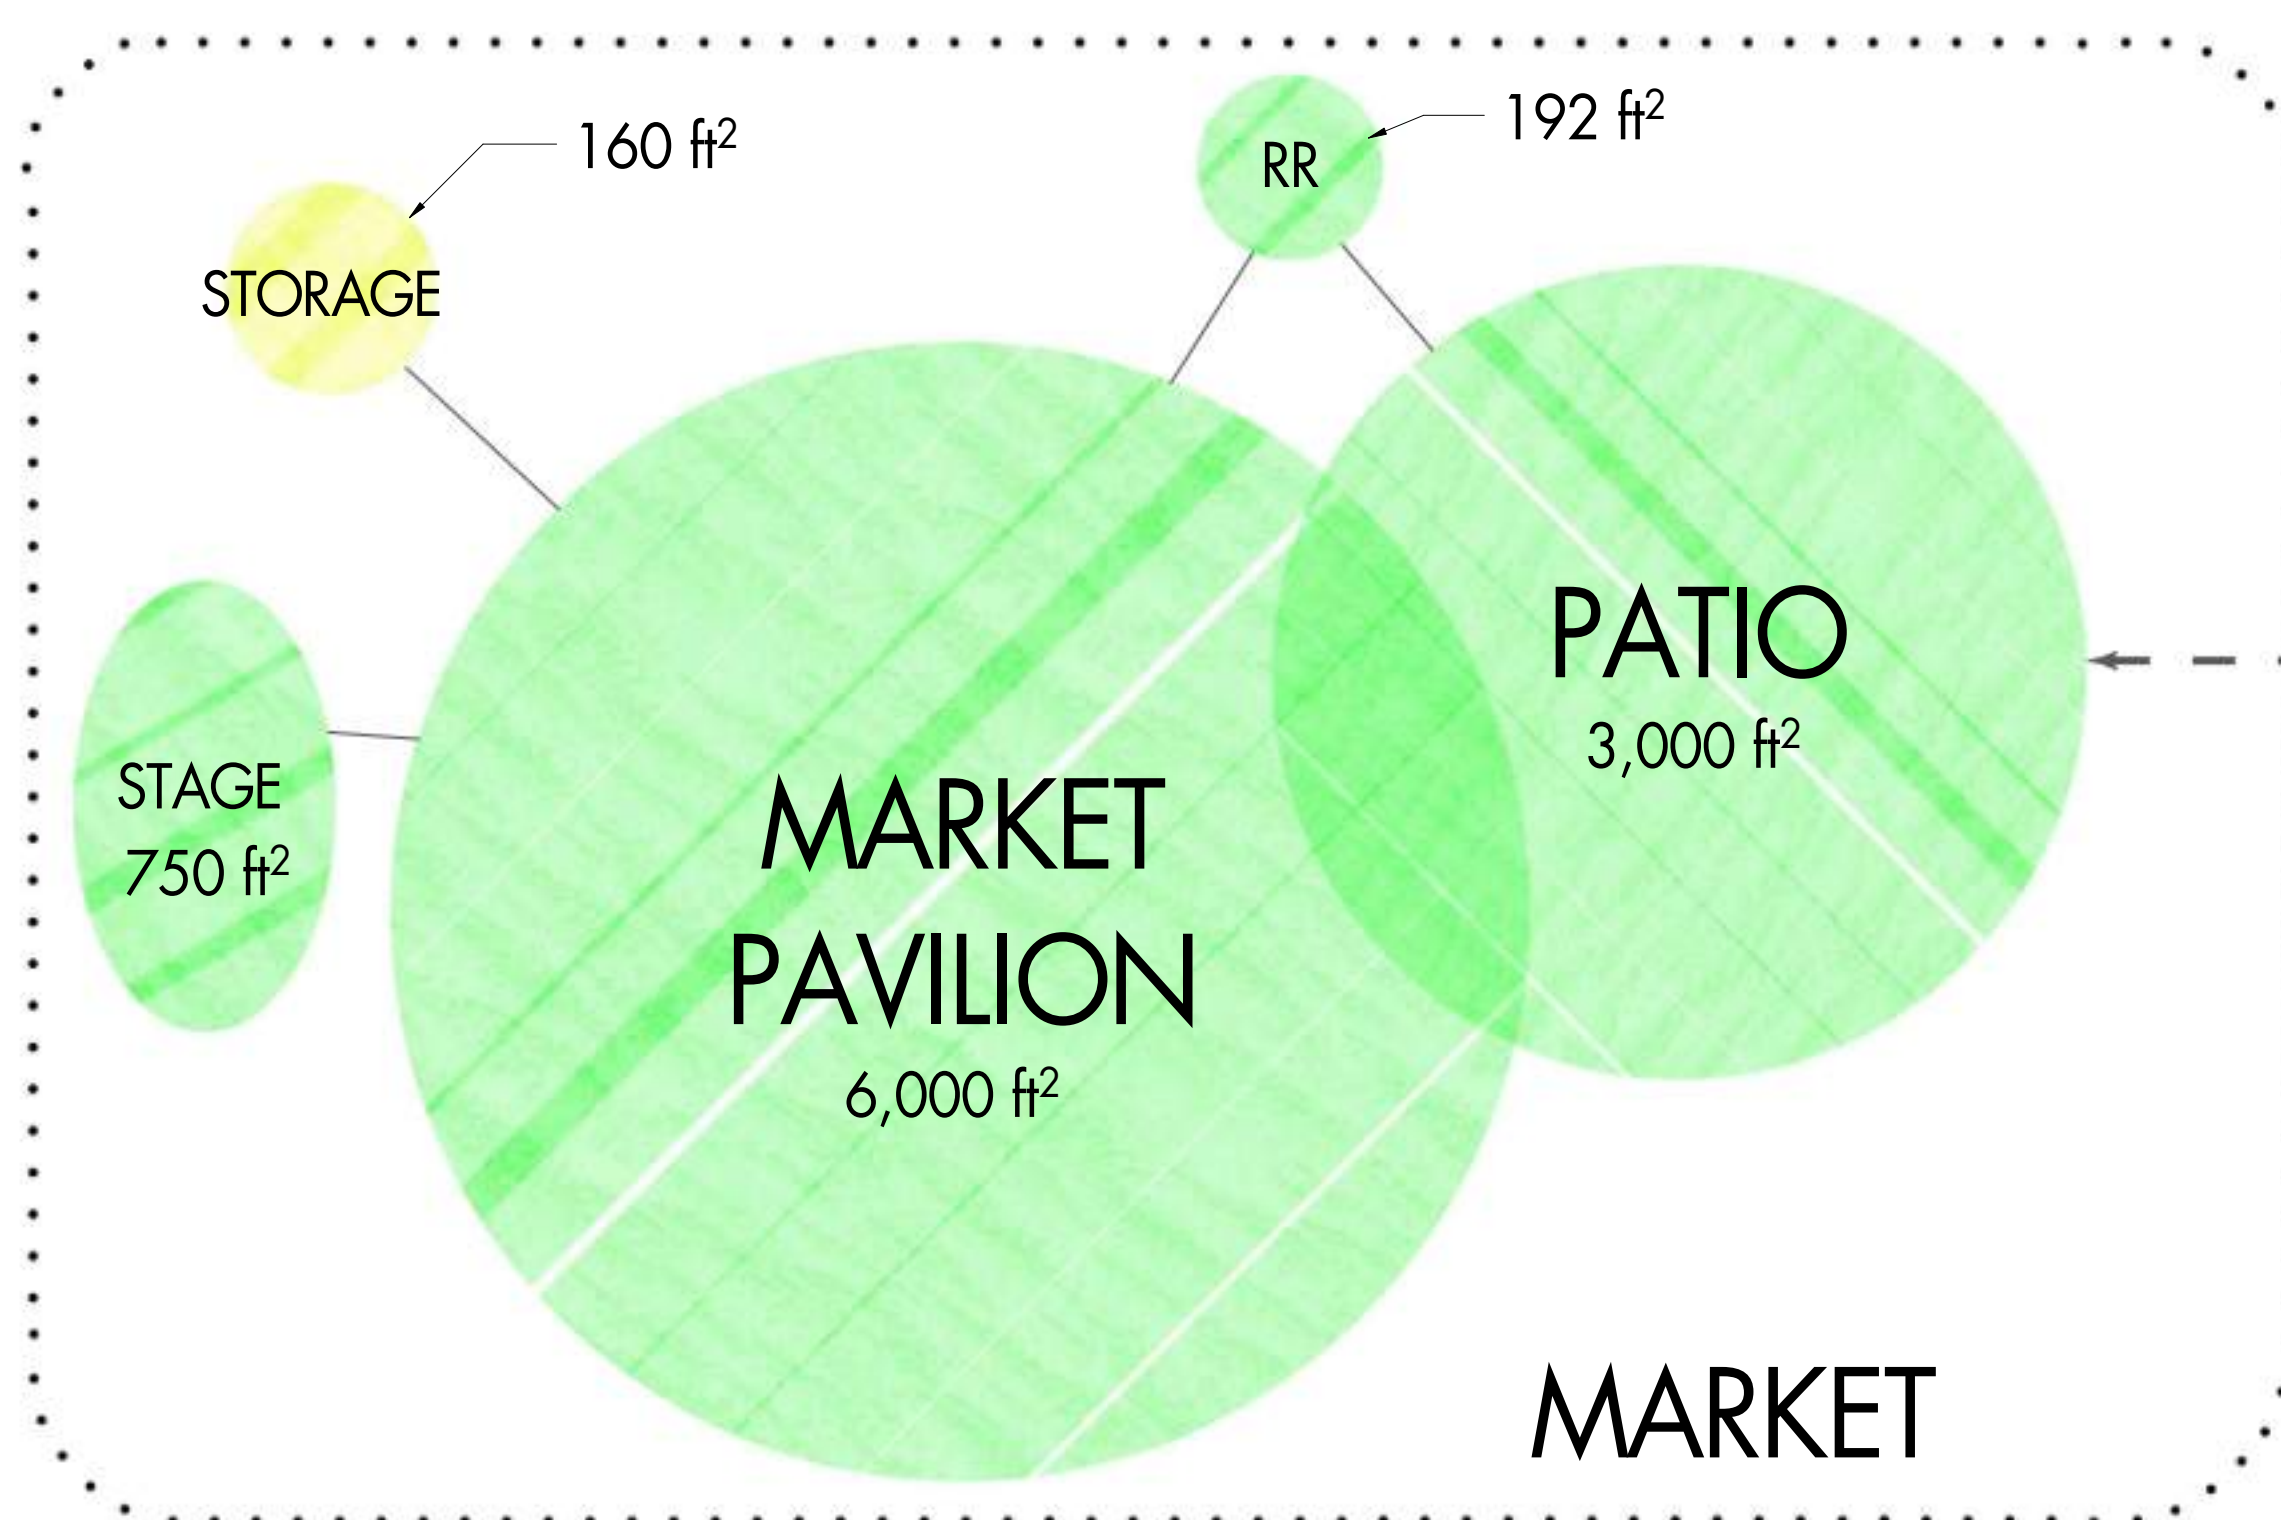 192 ft²
160 ft²
RR
STORAGE
PATIO
3,000 ft²
STAGE
750 ft²
MARKET
PAVILION
6,000 ft²
MARKET